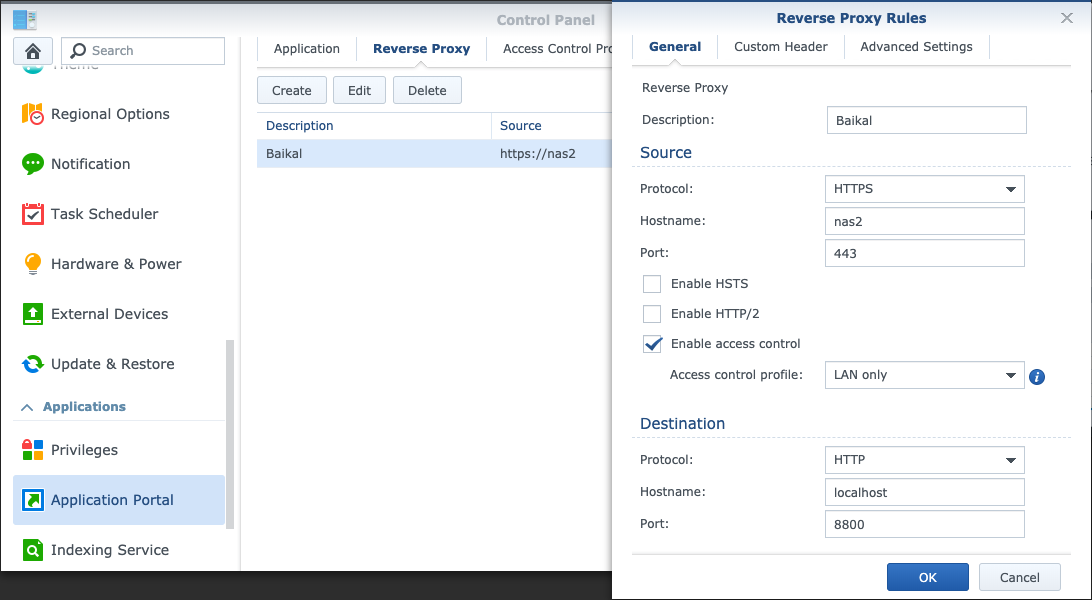 Control Panel
Search
Theme
Regional Options
Notification
Task Scheduler
Hardware & Power
External Devices
Update & Restore
Applications
Privileges
Application Portal
Indexing Service
Application Reverse Proxy Access Control Pro
Create Edit Delete
Description Source
Baikal https://nas2
Reverse Proxy Rules
General Custom Header Advanced Settings
Reverse Proxy
Description: Baikal
Source
Protocol: HTTPS
Hostname: nas2
Port: 443
Enable HSTS
Enable HTTP/2
Enable access control
Access control profile: LAN only
Destination
Protocol: HTTP
Hostname: localhost
Port: 8800
OK Cancel